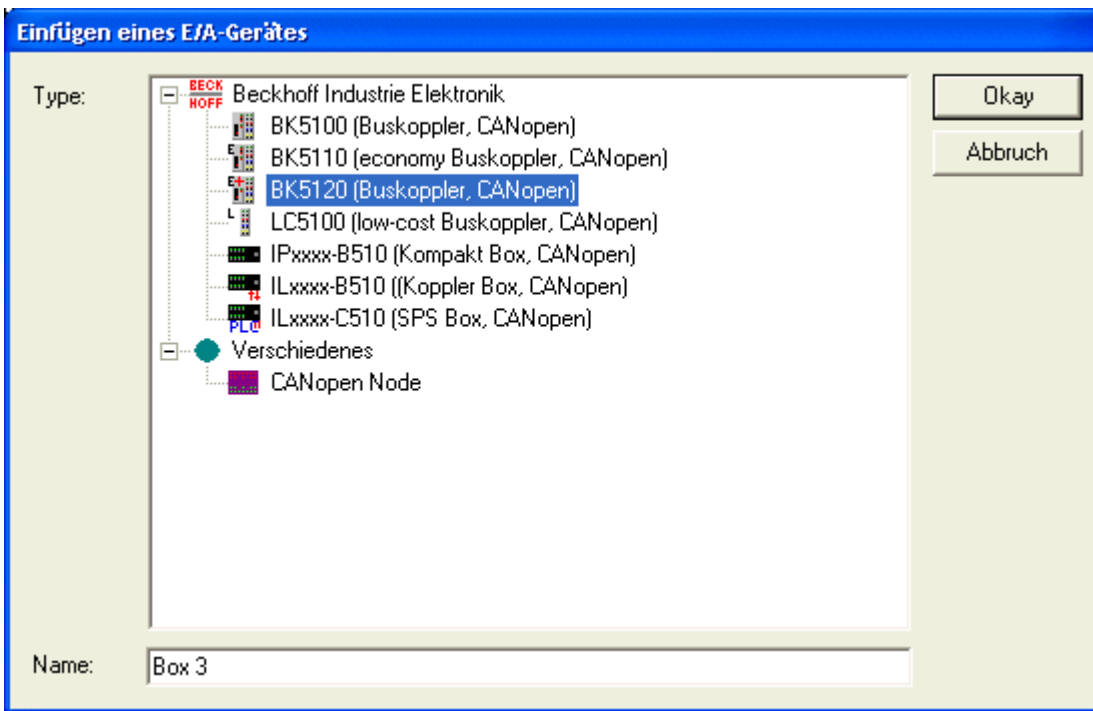 Einfügen eines E/A-Gerätes
Type:
BECK
HOFF
Beckhoff Industrie Elektronik
Okay
E BK5100 (Buskoppler, CANopen)
E BK5110 (economy Buskoppler, CANopen)
Abbruch
E+ BK5120 (Buskoppler, CANopen)
L LC5100 (low-cost Buskoppler, CANopen)
IPxxxx-B510 (Kompakt Box, CANopen)
ILxxxx-B510 ((Koppler Box, CANopen)
PLC ILxxxx-C510 (SPS Box, CANopen)
Verschiedenes
CANopen Node
Name:
Box 3